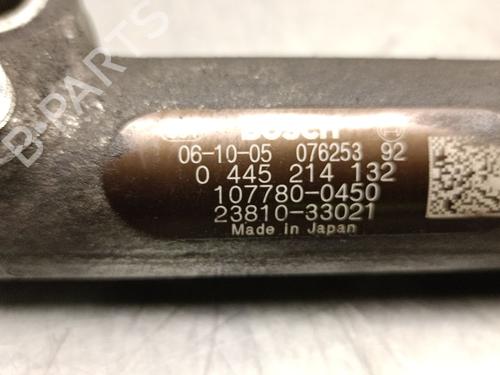 BOSCH
06-10-05 076253 92
0 445 214 132
107780-0450
23810-33021
Made in Japan
B-PARTS